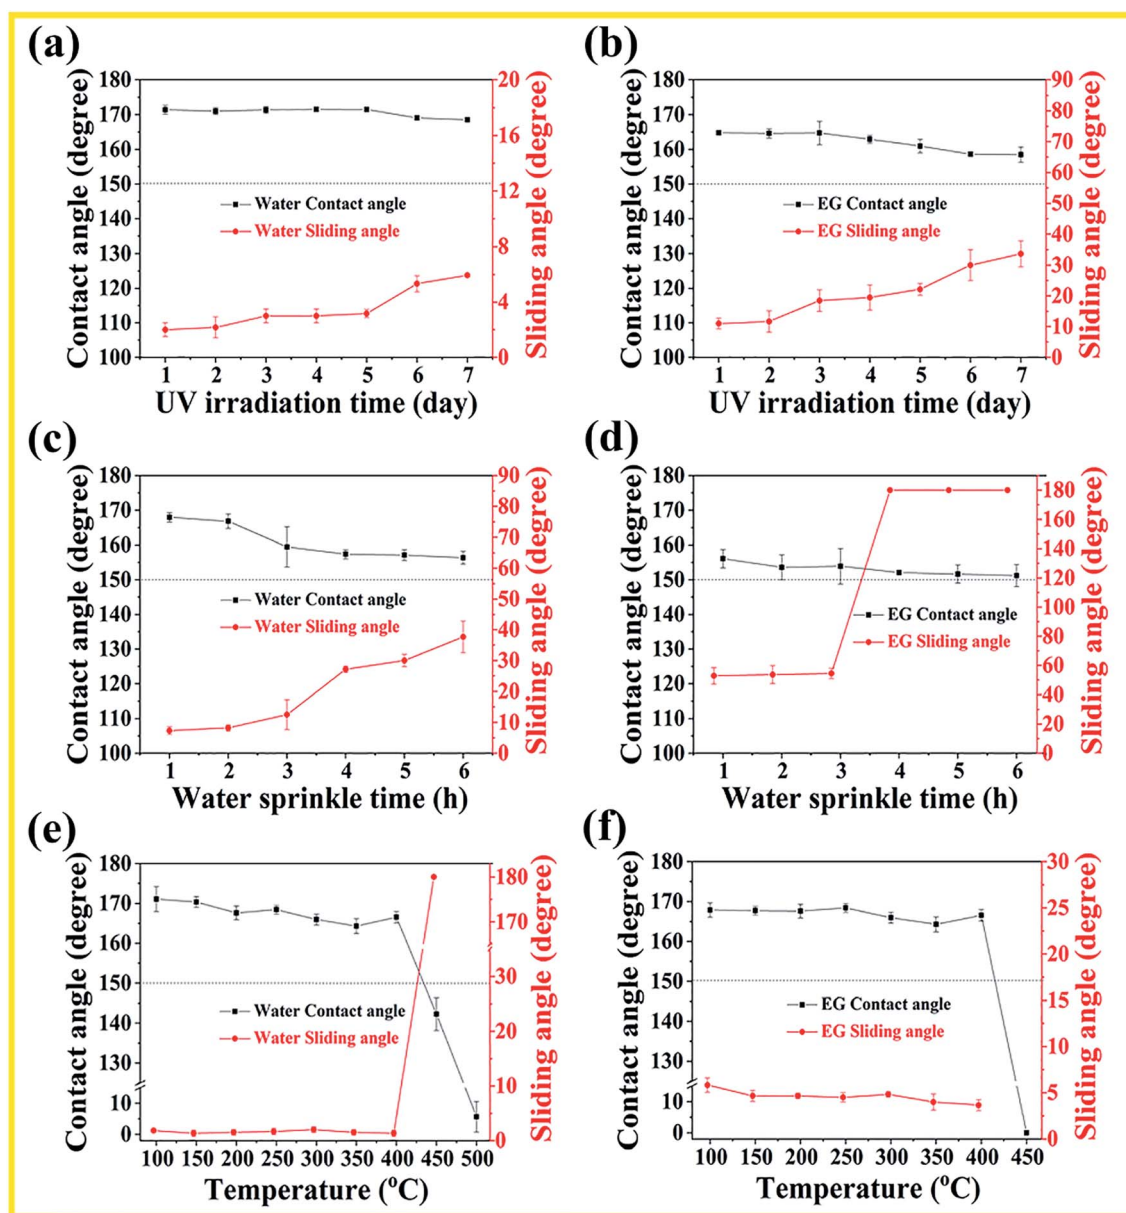 (a)
Contact angle (degree)
180
170
160
150
140
130
120
110
100
Water Contact angle
Water Sliding angle
20
16
12
8
4
0
Sliding angle (degree)
1 2 3 4 5 6 7
UV irradiation time (day)
(b)
Contact angle (degree)
180
170
160
150
140
130
120
110
100
EG Contact angle
EG Sliding angle
90
80
70
60
50
40
30
20
10
0
Sliding angle (degree)
1 2 3 4 5 6 7
UV irradiation time (day)
(c)
Contact angle (degree)
180
170
160
150
140
130
120
110
100
Water Contact angle
Water Sliding angle
90
80
70
60
50
40
30
20
10
0
Sliding angle (degree)
1 2 3 4 5 6
Water sprinkle time (h)
(d)
Contact angle (degree)
180
170
160
150
140
130
120
110
100
EG Contact angle
EG Sliding angle
180
160
140
120
100
80
60
40
20
0
Sliding angle (degree)
1 2 3 4 5 6
Water sprinkle time (h)
(e)
Contact angle (degree)
180
170
160
150
140
130
10
0
Water Contact angle
Water Sliding angle
180
170
30
20
10
0
Sliding angle (degree)
100 150 200 250 300 350 400 450 500
Temperature (°C)
(f)
Contact angle (degree)
180
170
160
150
140
130
10
0
EG Contact angle
EG Sliding angle
30
25
20
15
10
5
0
Sliding angle (degree)
100 150 200 250 300 350 400 450
Temperature (°C)